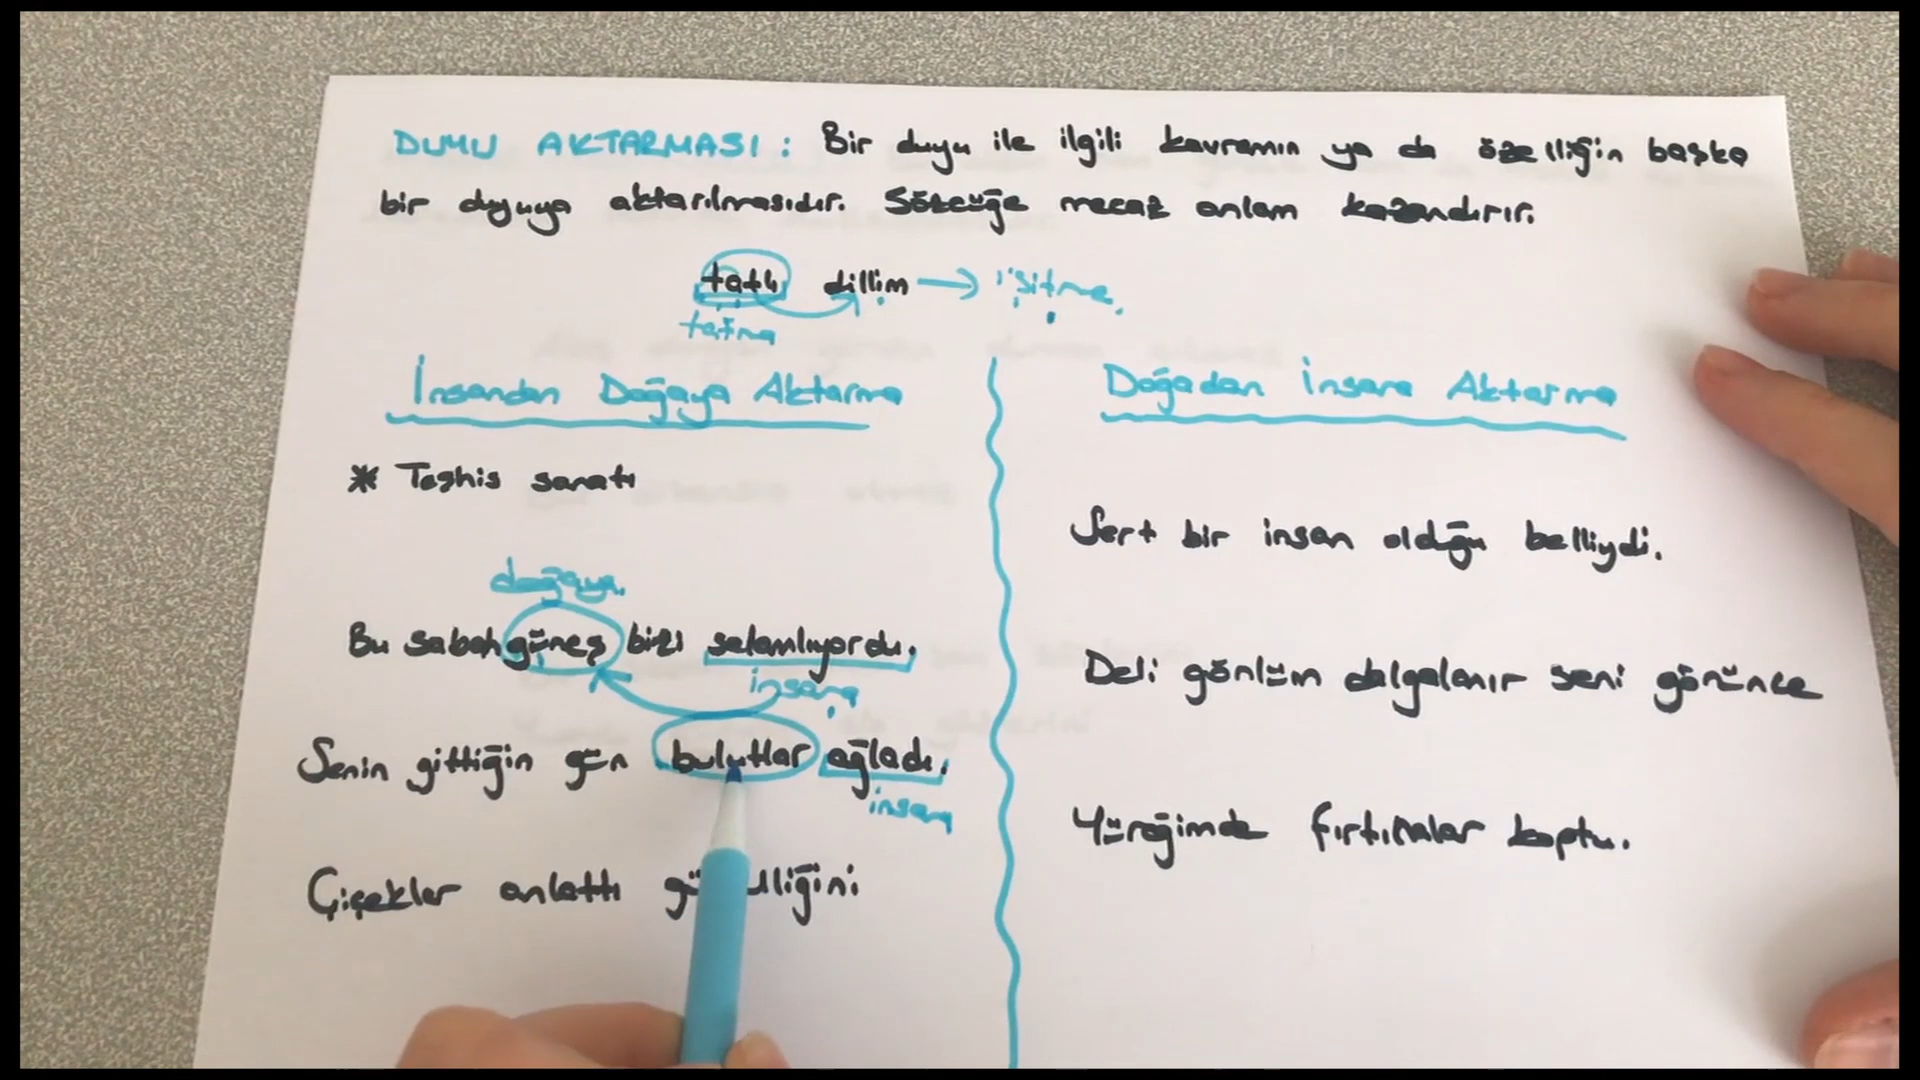 DUYU AKTARMASI : Bir duyu ile ilgili kavramın ya da özelliğin başka
bir duyuya aktarılmasıdır. Sözcüğe mecaz anlam kazandırır.
tatlı dillim → işitme.
tatma
İnsandan Doğaya Aktarma
* Teşhis sanatı
doğaya.
Bu sabah güneş bizi selamlıyordu.
insana
Senin gittiğin gün bulutlar ağladı.
insana
Çiçekler anlattı
Doğadan İnsana Aktarma
Sert bir insan olduğu belliydi.
Deli gönlüm dalgalanır seni görünce
Yüreğimde fırtınalar koptu.